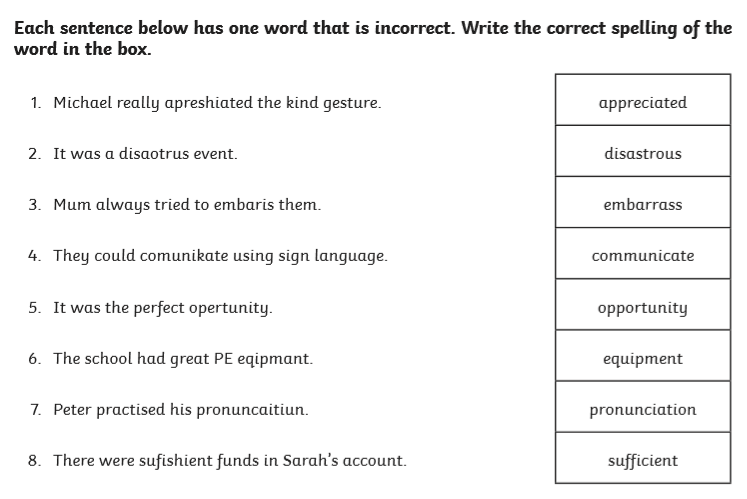 Each sentence below has one word that is incorrect. Write the correct spelling of the
word in the box.
1. Michael really apreshiated the kind gesture. appreciated
2. It was a disaotrus event. disastrous
3. Mum always tried to embaris them. embarrass
4. They could comunikate using sign language. communicate
5. It was the perfect opertunity. opportunity
6. The school had great PE eqipmant. equipment
7. Peter practised his pronuncaitiun. pronunciation
8. There were sufishient funds in Sarah's account. sufficient